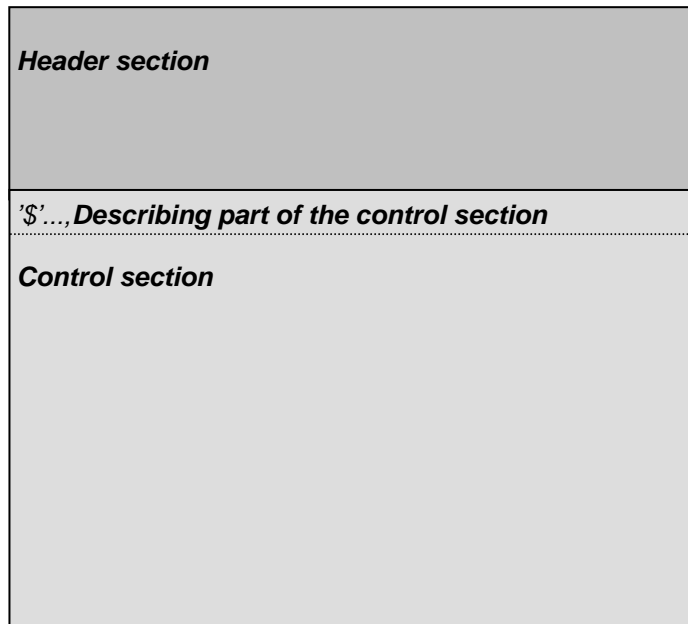 Header section
’$’...,Describing part of the control section
Control section